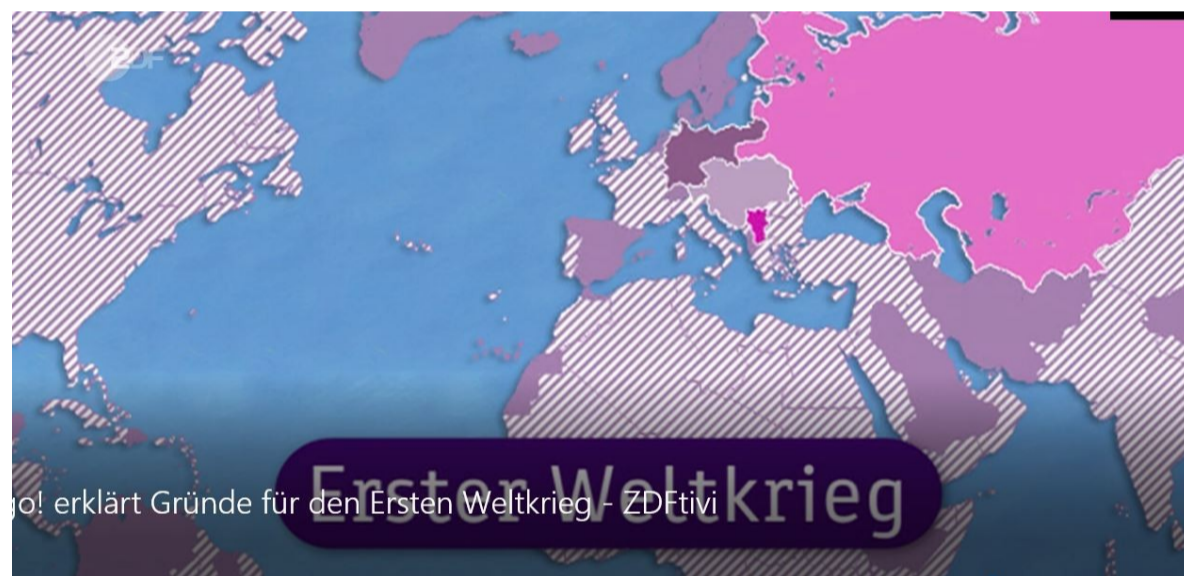 ZDF
Erster Weltkrieg
go! erklärt Gründe für den Ersten Weltkrieg - ZDFtivi